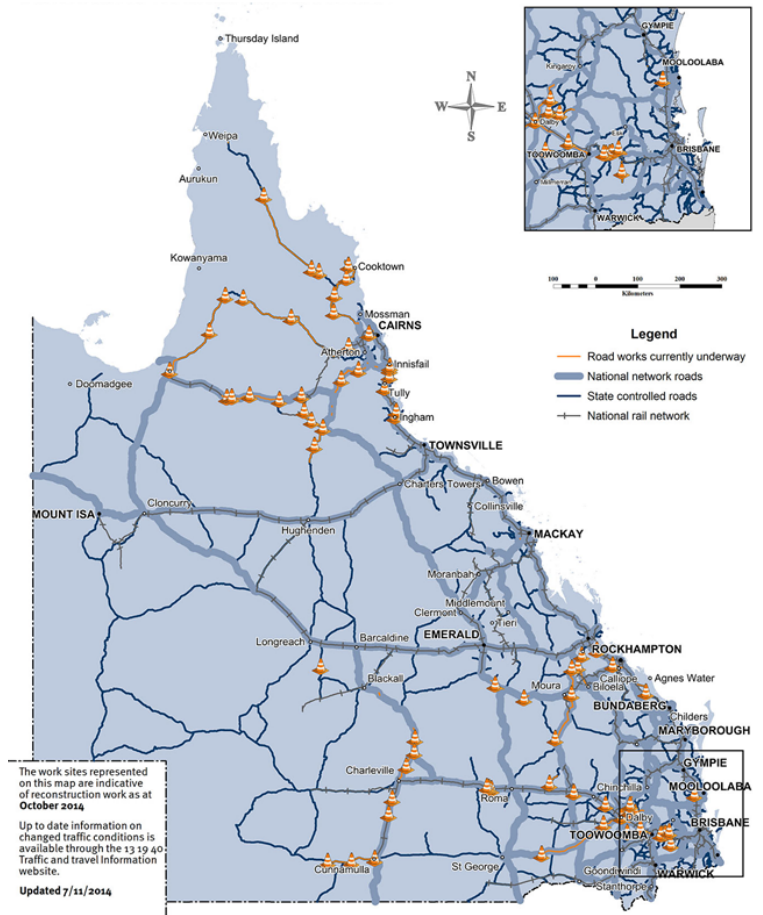 Thursday Island
Weipa
Aurukun
Kowanyama
Cooktown
Mossman
CAIRNS
Atherton
Innisfail
Doomadgee
Tully
Ingham
TOWNSVILLE
Charters Towers
Bowen
Cloncurry
Collinsville
MOUNT ISA
Hughenden
MACKAY
Moranbah
Middlemount
Clermont
Tieri
EMERALD
Longreach
Barcaldine
ROCKHAMPTON
Blackall
Calliope
Agnes Water
Moura
Biloela
BUNDABERG
Childers
MARYBOROUGH
GYMPIE
Charleville
Chinchilla
MOOLOOLABA
Roma
Dalby
BRISBANE
TOOWOOMBA
Cunnamulla
St George
Goondiwindi
WARWICK
Stanthorpe
N
W E
S
GYMPIE
MOOLOOLABA
Kingaroy
Dalby
BRISBANE
TOOWOOMBA
WARWICK
100 0 100 200 300
Kilometers
Legend
Road works currently underway
National network roads
State controlled roads
National rail network
The work sites represented
on this map are indicative
of reconstruction work as at
October 2014
Up to date information on
changed traffic conditions is
available through the 13 19 40
Traffic and travel Information
website.
Updated 7/11/2014